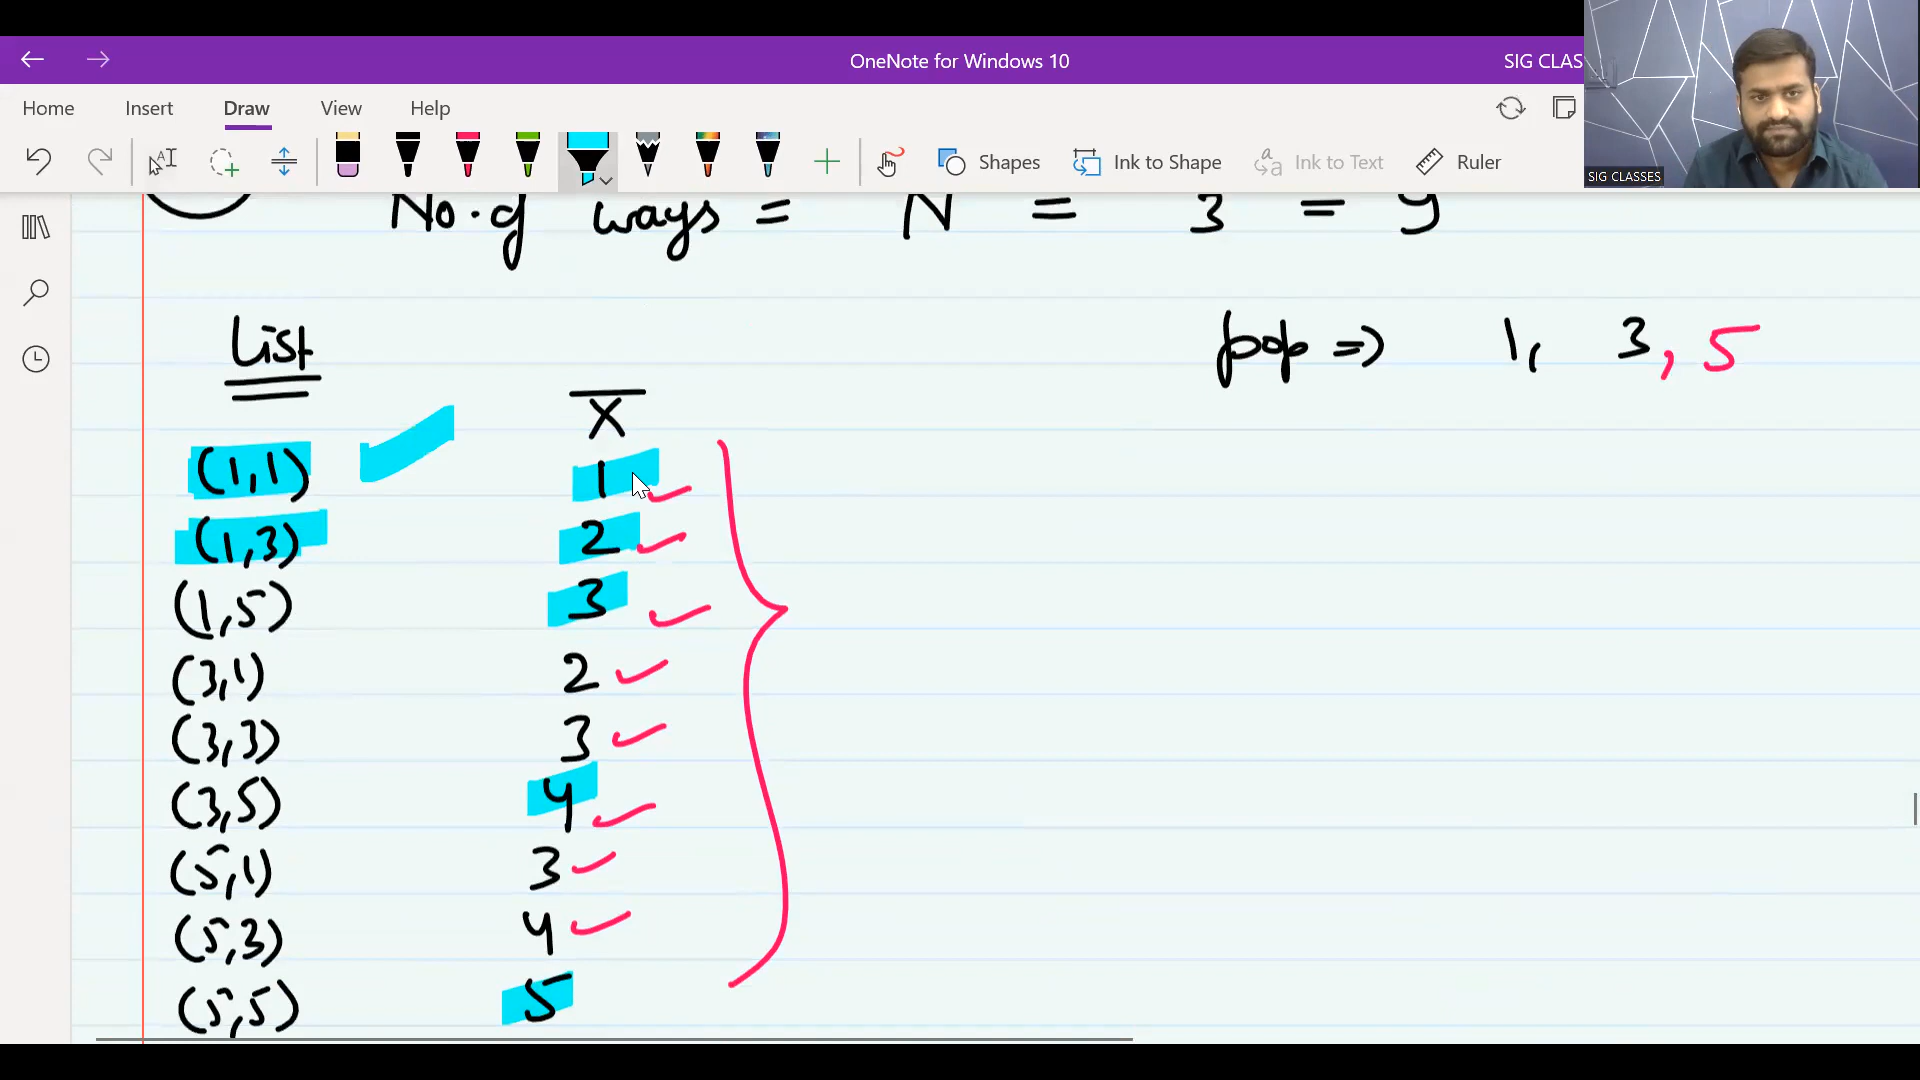 OneNote for Windows 10
SIG CLAS
Home Insert Draw View Help
Shapes Ink to Shape Ink to Text Ruler
SIG CLASSES
No. of ways = N = 3 = 9
List
pop => 1, 3, 5
X
(1,1) 1
(1,3) 2
(1,5) 3
(3,1) 2
(3,3) 3
(3,5) 4
(5,1) 3
(5,3) 4
(5,5) 5